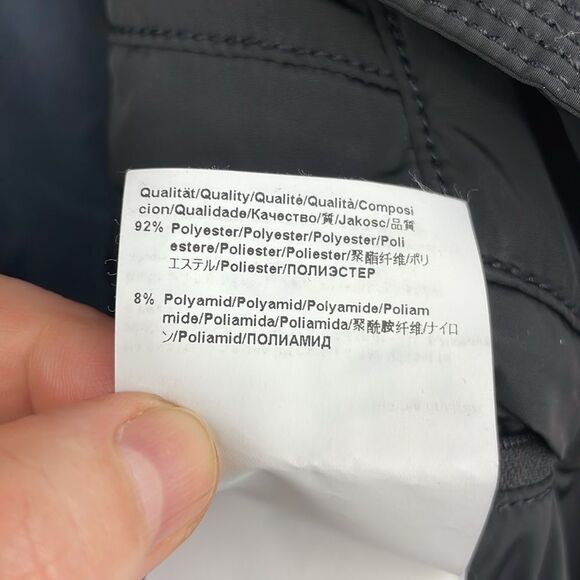 Qualität/Quality/Qualité/Qualità/Composi
cion/Qualidade/Качество/質/Jakosc/品質
92% Polyester/Polyester/Polyester/Poli
estere/Poliester/Poliester/聚酯纤维/ポリ
エステル/Poliester/ПОЛИЭСТЕР
8% Polyamid/Polyamid/Polyamide/Poliam
mide/Poliamida/Poliamida/聚酰胺纤维/ナイロ
ン/Poliamid/ПОЛИАМИД